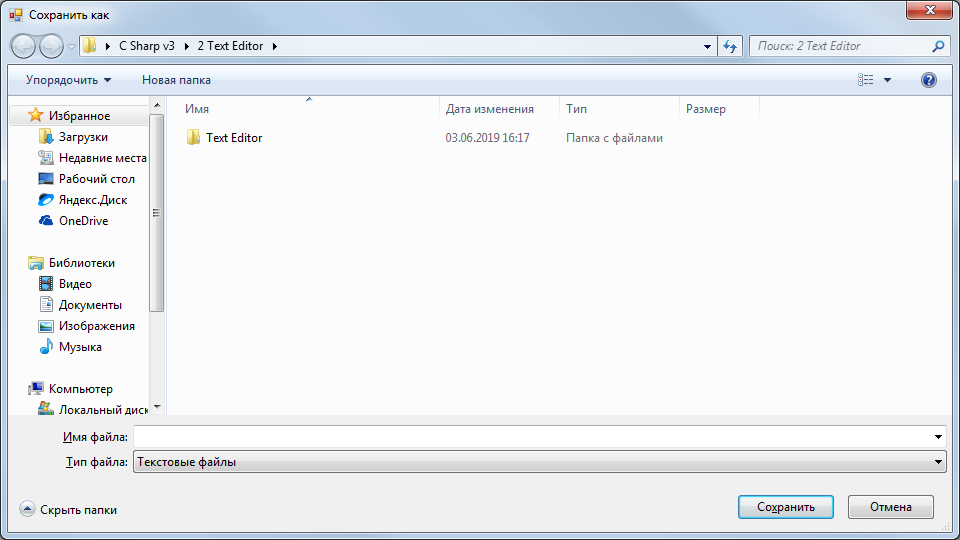 Сохранить как
C Sharp v3 2 Text Editor
Поиск: 2 Text Editor
Упорядочить Новая папка
Имя Дата изменения Тип Размер
Избранное
Загрузки
Недавние места
Рабочий стол
Яндекс.Диск
OneDrive
Библиотеки
Видео
Документы
Изображения
Музыка
Компьютер
Локальный диск
Text Editor 03.06.2019 16:17 Папка с файлами
Имя файла:
Тип файла: Текстовые файлы
Скрыть папки Сохранить Отмена